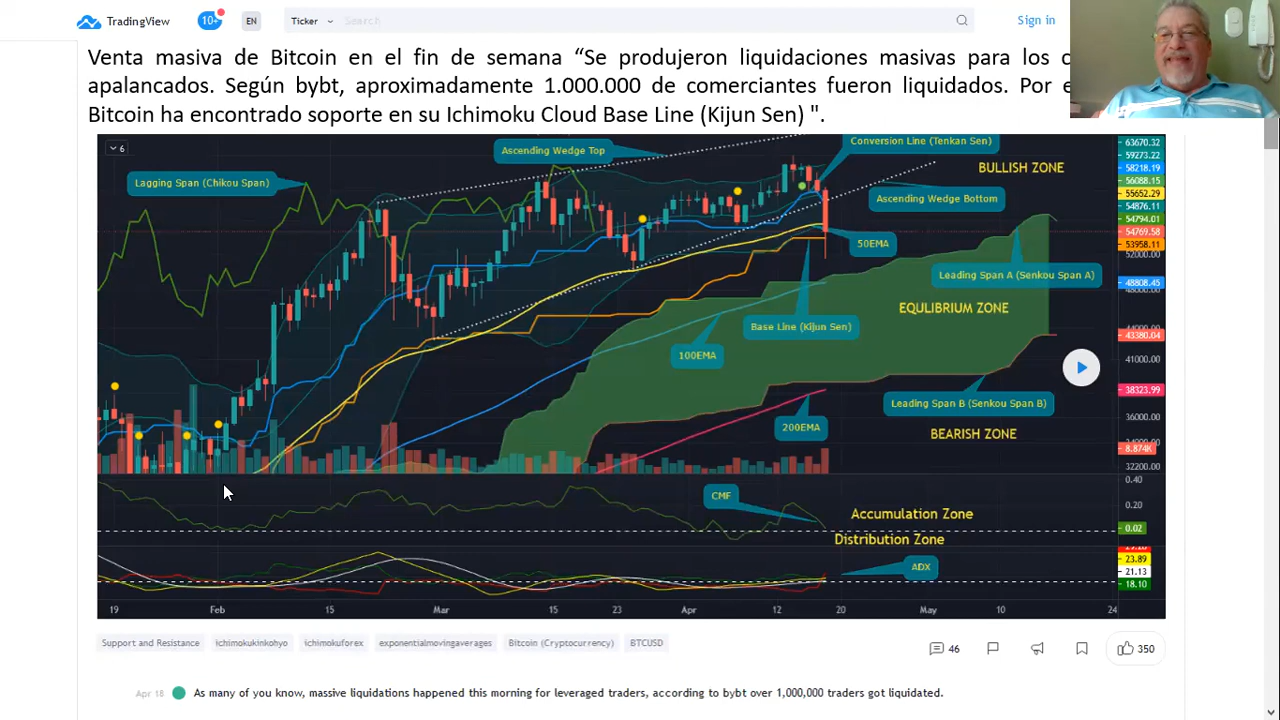 TradingView
10+
EN
Ticker
Search
Sign in
Venta masiva de Bitcoin en el fin de semana “Se produjeron liquidaciones masivas para los
apalancados. Según bybt, aproximadamente 1.000.000 de comerciantes fueron liquidados. Por
Bitcoin ha encontrado soporte en su Ichimoku Cloud Base Line (Kijun Sen) ".
6
Ascending Wedge Top
Conversion Line (Tenkan Sen)
Lagging Span (Chikou Span)
BULLISH ZONE
Ascending Wedge Bottom
50EMA
Leading Span A (Senkou Span A)
EQULIBRIUM ZONE
Base Line (Kijun Sen)
100EMA
Leading Span B (Senkou Span B)
200EMA
BEARISH ZONE
63670.32
59273.22
58218.19
56088.15
55652.29
54876.11
54794.01
54769.58
53958.11
52000.00
48808.45
43380.04
41000.00
38323.99
36000.00
34000.00
8.874K
32200.00
0.40
CMF
0.20
Accumulation Zone
0.02
Distribution Zone
ADX
23.89
21.13
18.10
19
Feb
15
Mar
15
23
Apr
12
20
May
10
24
Support and Resistance
ichimokukinkohyo
ichimokuforex
exponentialmovingaverages
Bitcoin (Cryptocurrency)
BTCUSD
46
350
Apr 18
As many of you know, massive liquidations happened this morning for leveraged traders, according to bybt over 1,000,000 traders got liquidated.